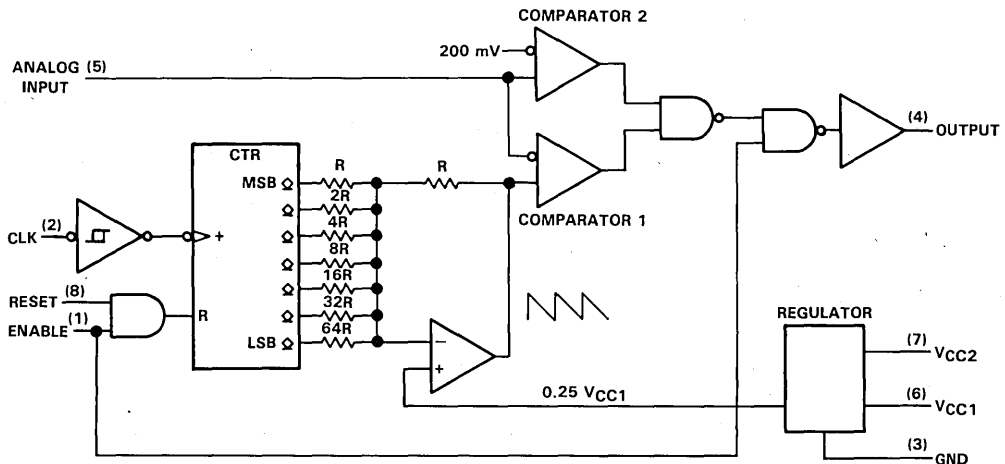 COMPARATOR 2
200 mV
ANALOG (5)
INPUT
(4)
OUTPUT
CTR
MSB
R
R
2R
4R
8R
16R
32R
64R
LSB
COMPARATOR 1
CLK (2)
+
RESET (8)
R
ENABLE (1)
−
+
0.25 VCC1
REGULATOR
(7)
VCC2
(6)
VCC1
(3)
GND